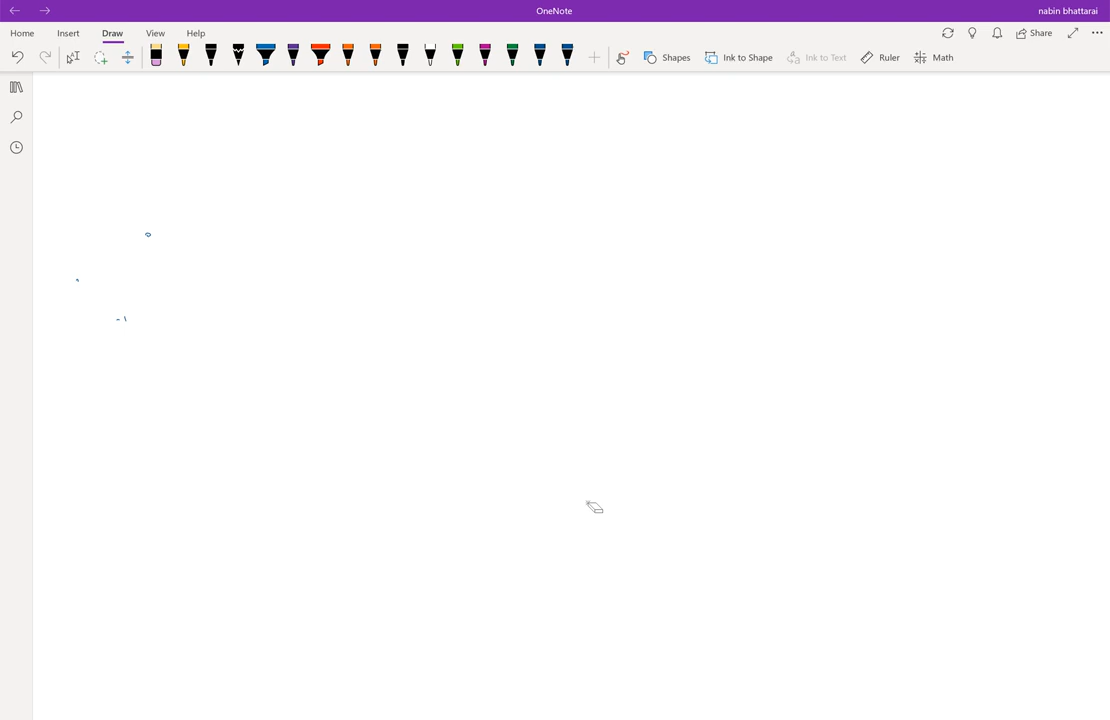 OneNote
nabin bhattarai
Home Insert Draw View Help
Share
Shapes Ink to Shape Ink to Text Ruler Math